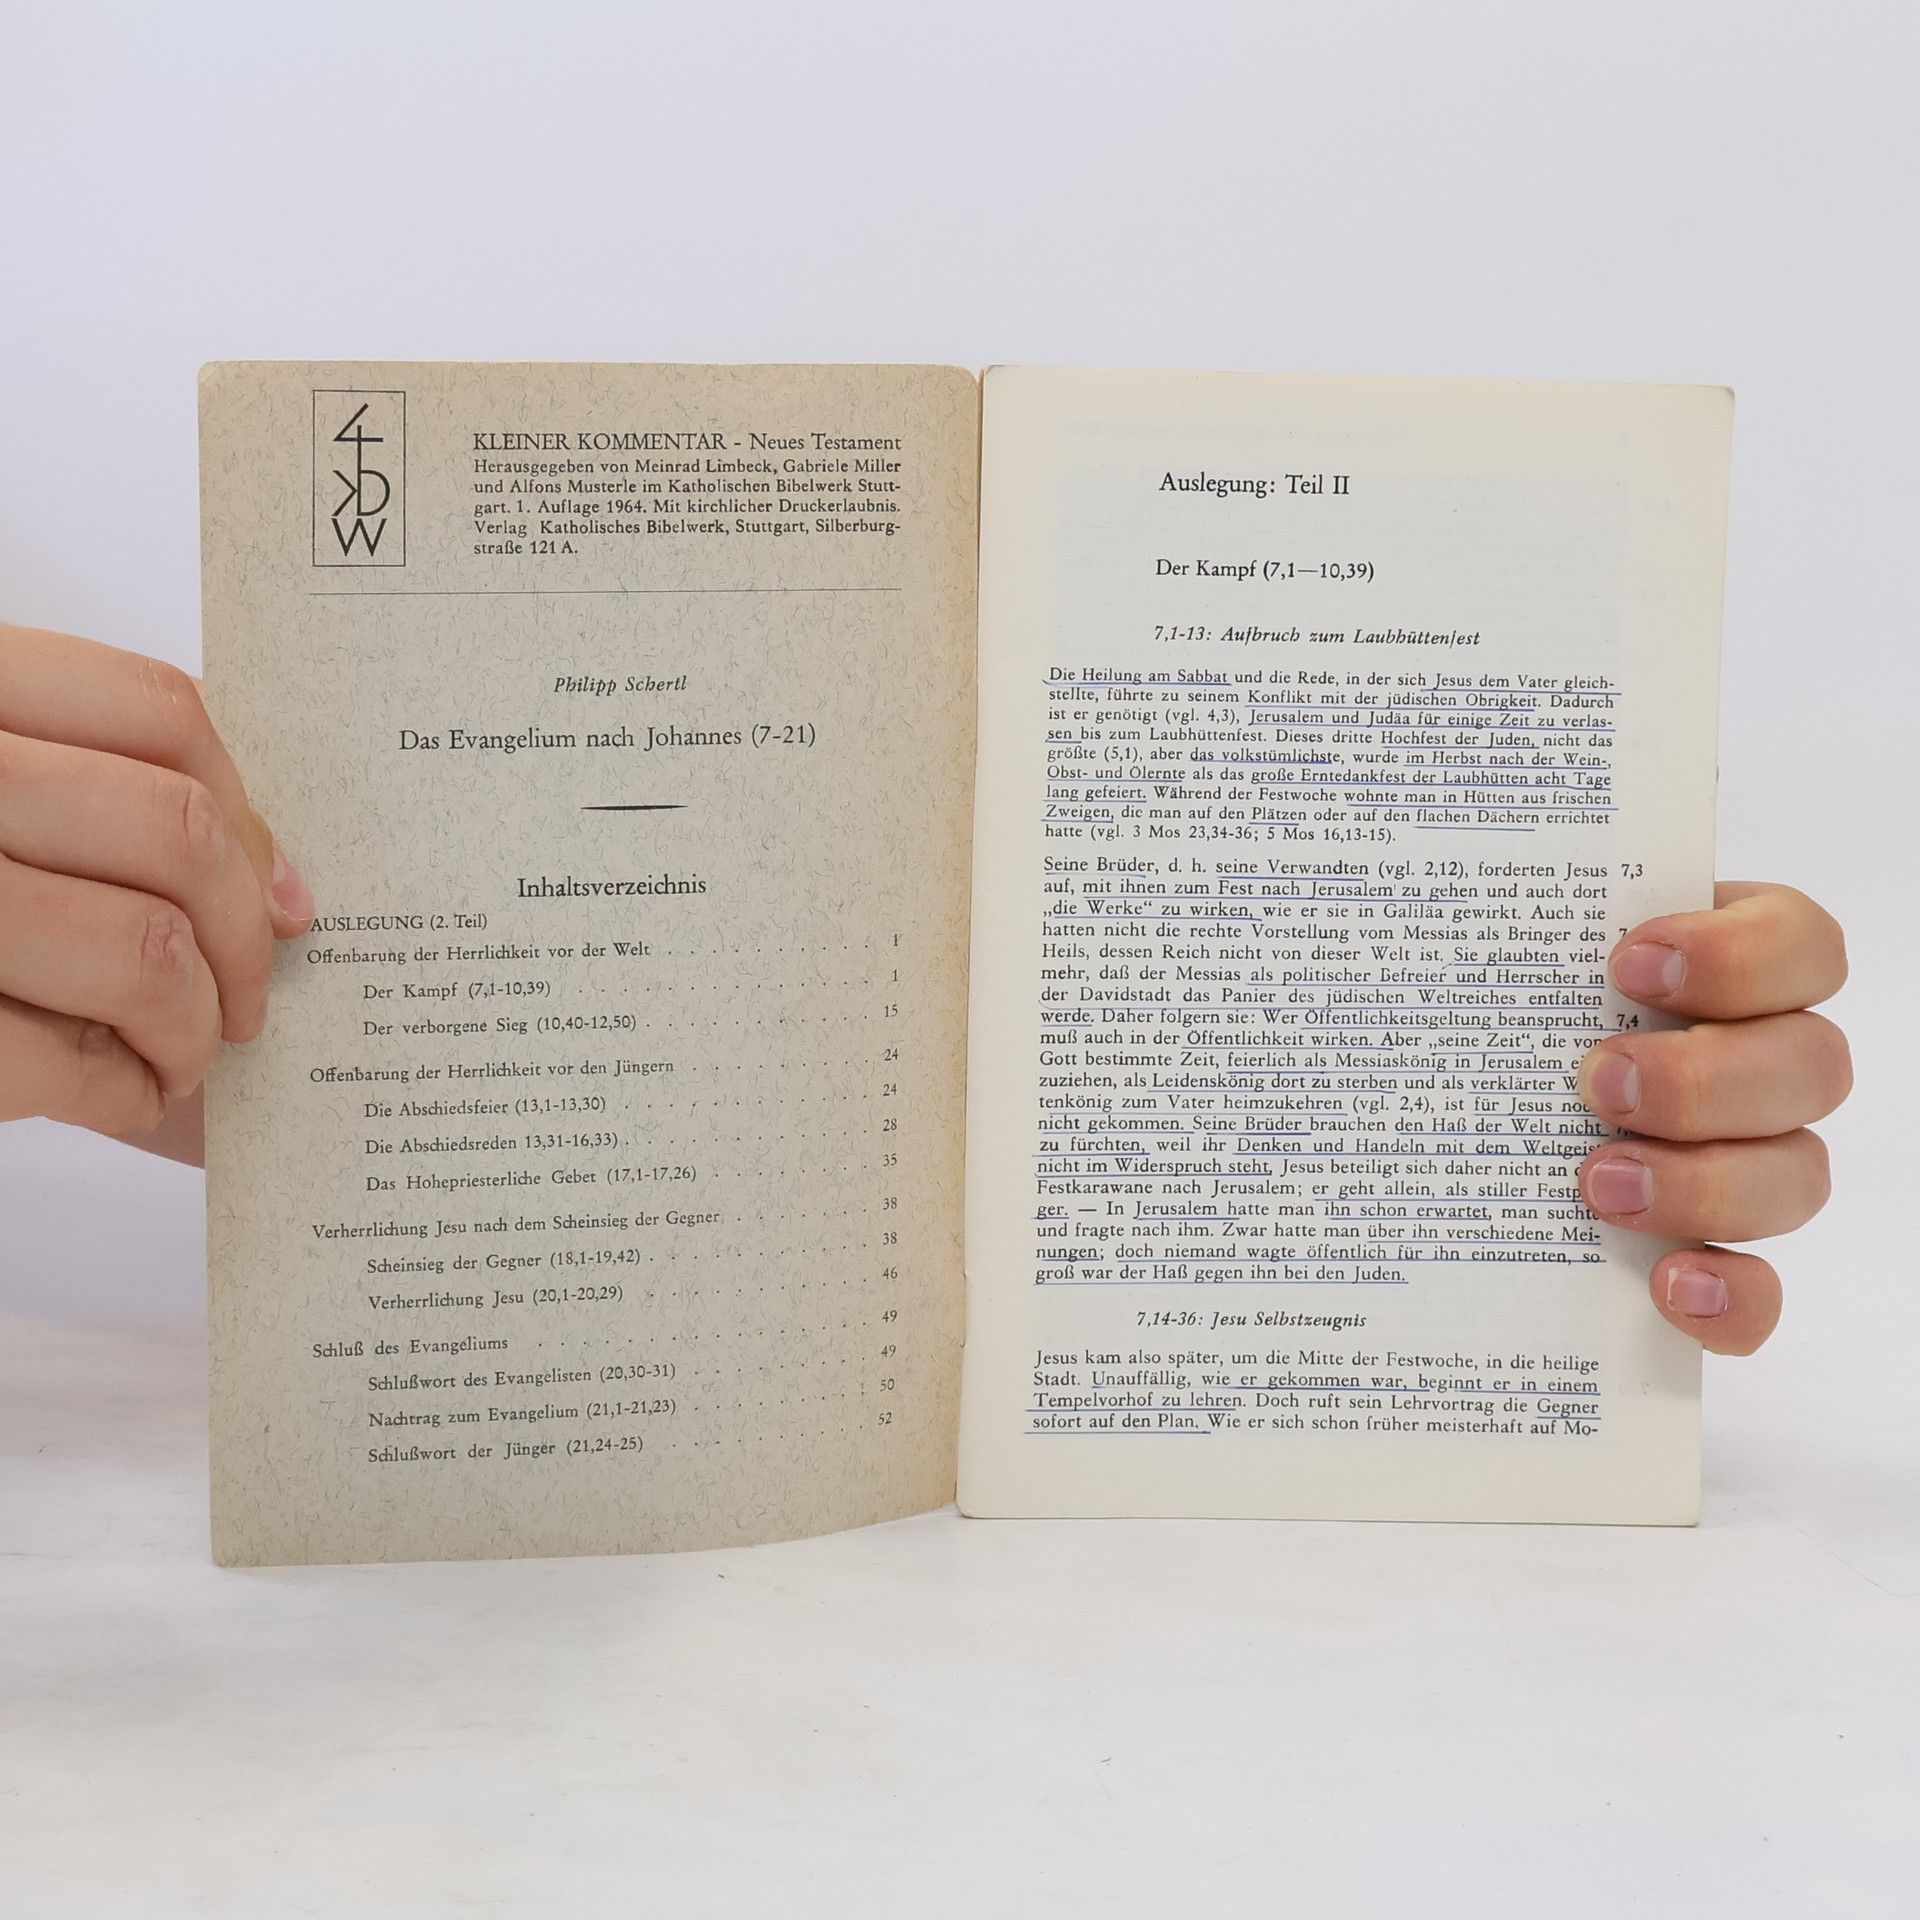 KLEINER KOMMENTAR - Neues Testament
Herausgegeben von Meinrad Limbeck, Gabriele Miller
und Alfons Musterle im Katholischen Bibelwerk Stutt-
gart. 1. Auflage 1964. Mit kirchlicher Druckerlaubnis.
Verlag Katholisches Bibelwerk, Stuttgart, Silberburg-
straße 121 A.
Philipp Schertl
Das Evangelium nach Johannes (7-21)
Inhaltsverzeichnis
AUSLEGUNG (2. Teil)
Offenbarung der Herrlichkeit vor der Welt . . . . . . . . . 1
Der Kampf (7,1-10,39) . . . . . . . . . . . 1
Der verborgene Sieg (10,40-12,50) . . . . . . . . . 15
Offenbarung der Herrlichkeit vor den Jüngern . . . . . . . . 24
Die Abschiedsfeier (13,1-13,30) . . . . . . . . . . 24
Die Abschiedsreden 13,31-16,33) . . . . . . . . . . 28
Das Hohepriesterliche Gebet (17,1-17,26) . . . . . . . 35
Verherrlichung Jesu nach dem Scheinsieg der Gegner . . . . . . 38
Scheinsieg der Gegner (18,1-19,42) . . . . . . . . . 38
Verherrlichung Jesu (20,1-20,29) . . . . . . . . . 46
Schluß des Evangeliums . . . . . . . . . . . . . 49
Schlußwort des Evangelisten (20,30-31) . . . . . . . . 49
Nachtrag zum Evangelium (21,1-21,23) . . . . . . . . 50
Schlußwort der Jünger (21,24-25) . . . . . . . . . 52
Auslegung: Teil II
Der Kampf (7,1—10,39)
7,1-13: Aufbruch zum Laubhüttenfest
Die Heilung am Sabbat und die Rede, in der sich Jesus dem Vater gleich-
stellte, führte zu seinem Konflikt mit der jüdischen Obrigkeit. Dadurch
ist er genötigt (vgl. 4,3), Jerusalem und Judäa für einige Zeit zu verlas-
sen bis zum Laubhüttenfest. Dieses dritte Hochfest der Juden, nicht das
größte (5,1), aber das volkstümlichste, wurde im Herbst nach der Wein-,
Obst- und Ölernte als das große Erntedankfest der Laubhütten acht Tage
lang gefeiert. Während der Festwoche wohnte man in Hütten aus frischen
Zweigen, die man auf den Plätzen oder auf den flachen Dächern errichtet
hatte (vgl. 3 Mos 23,34-36; 5 Mos 16,13-15).
Seine Brüder, d. h. seine Verwandten (vgl. 2,12), forderten Jesus 7,3
auf, mit ihnen zum Fest nach Jerusalem zu gehen und auch dort
„die Werke“ zu wirken, wie er sie in Galiläa gewirkt. Auch sie
hatten nicht die rechte Vorstellung vom Messias als Bringer des
Heils, dessen Reich nicht von dieser Welt ist. Sie glaubten viel-
mehr, daß der Messias als politischer Befreier und Herrscher in
der Davidstadt das Panier des jüdischen Weltreiches entfalten
werde. Daher folgern sie: Wer Öffentlichkeitsgeltung beansprucht, 7,4
muß auch in der Öffentlichkeit wirken. Aber „seine Zeit“, die von
Gott bestimmte Zeit, feierlich als Messiaskönig in Jerusalem
zuziehen, als Leidenskönig dort zu sterben und als verklärter
tenkönig zum Vater heimzukehren (vgl. 2,4), ist für Jesus
nicht gekommen. Seine Brüder brauchen den Haß der Welt nicht
zu fürchten, weil ihr Denken und Handeln mit dem
nicht im Widerspruch steht, Jesus beteiligt sich daher nicht an
Festkarawane nach Jerusalem; er geht allein, als stiller
ger. — In Jerusalem hatte man ihn schon erwartet, man suchte
und fragte nach ihm. Zwar hatte man über ihn verschiedene Mei-
nungen; doch niemand wagte öffentlich für ihn einzutreten, so
groß war der Haß gegen ihn bei den Juden.
7,14-36: Jesu Selbstzeugnis
Jesus kam also später, um die Mitte der Festwoche, in die heilige
Stadt. Unauffällig, wie er gekommen war, beginnt er in einem
Tempelvorhof zu lehren. Doch ruft sein Lehrvortrag die Gegner
sofort auf den Plan. Wie er sich schon früher meisterhaft auf Mo-